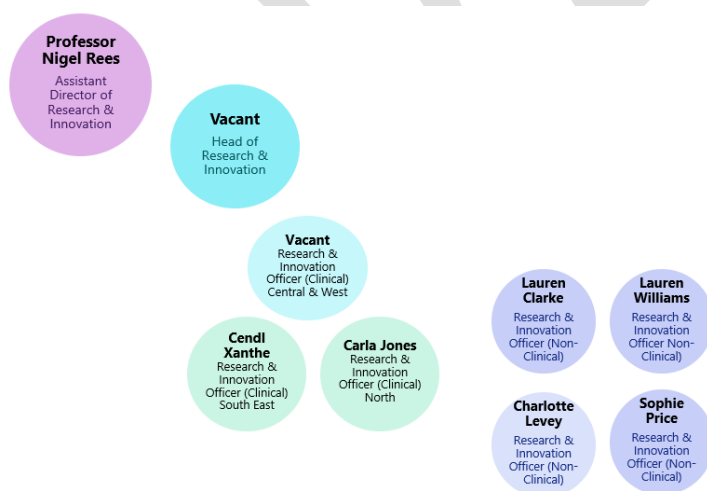 Professor
Nigel Rees
Assistant
Director of
Research &
Innovation
Vacant
Head of
Research &
Innovation
Vacant
Research &
Innovation
Officer (Clinical)
Central & West
Cendl
Xanthe
Research &
Innovation
Officer (Clinical)
South East
Carla Jones
Research &
Innovation
Officer (Clinical)
North
Lauren
Clarke
Research &
Innovation
Officer (Non-
Clinical)
Lauren
Williams
Research &
Innovation
Officer Non-
Clinical)
Charlotte
Levey
Research &
Innovation
Officer (Non-
Clinical)
Sophie
Price
Research &
Innovation
Officer (Non-
Clinical)